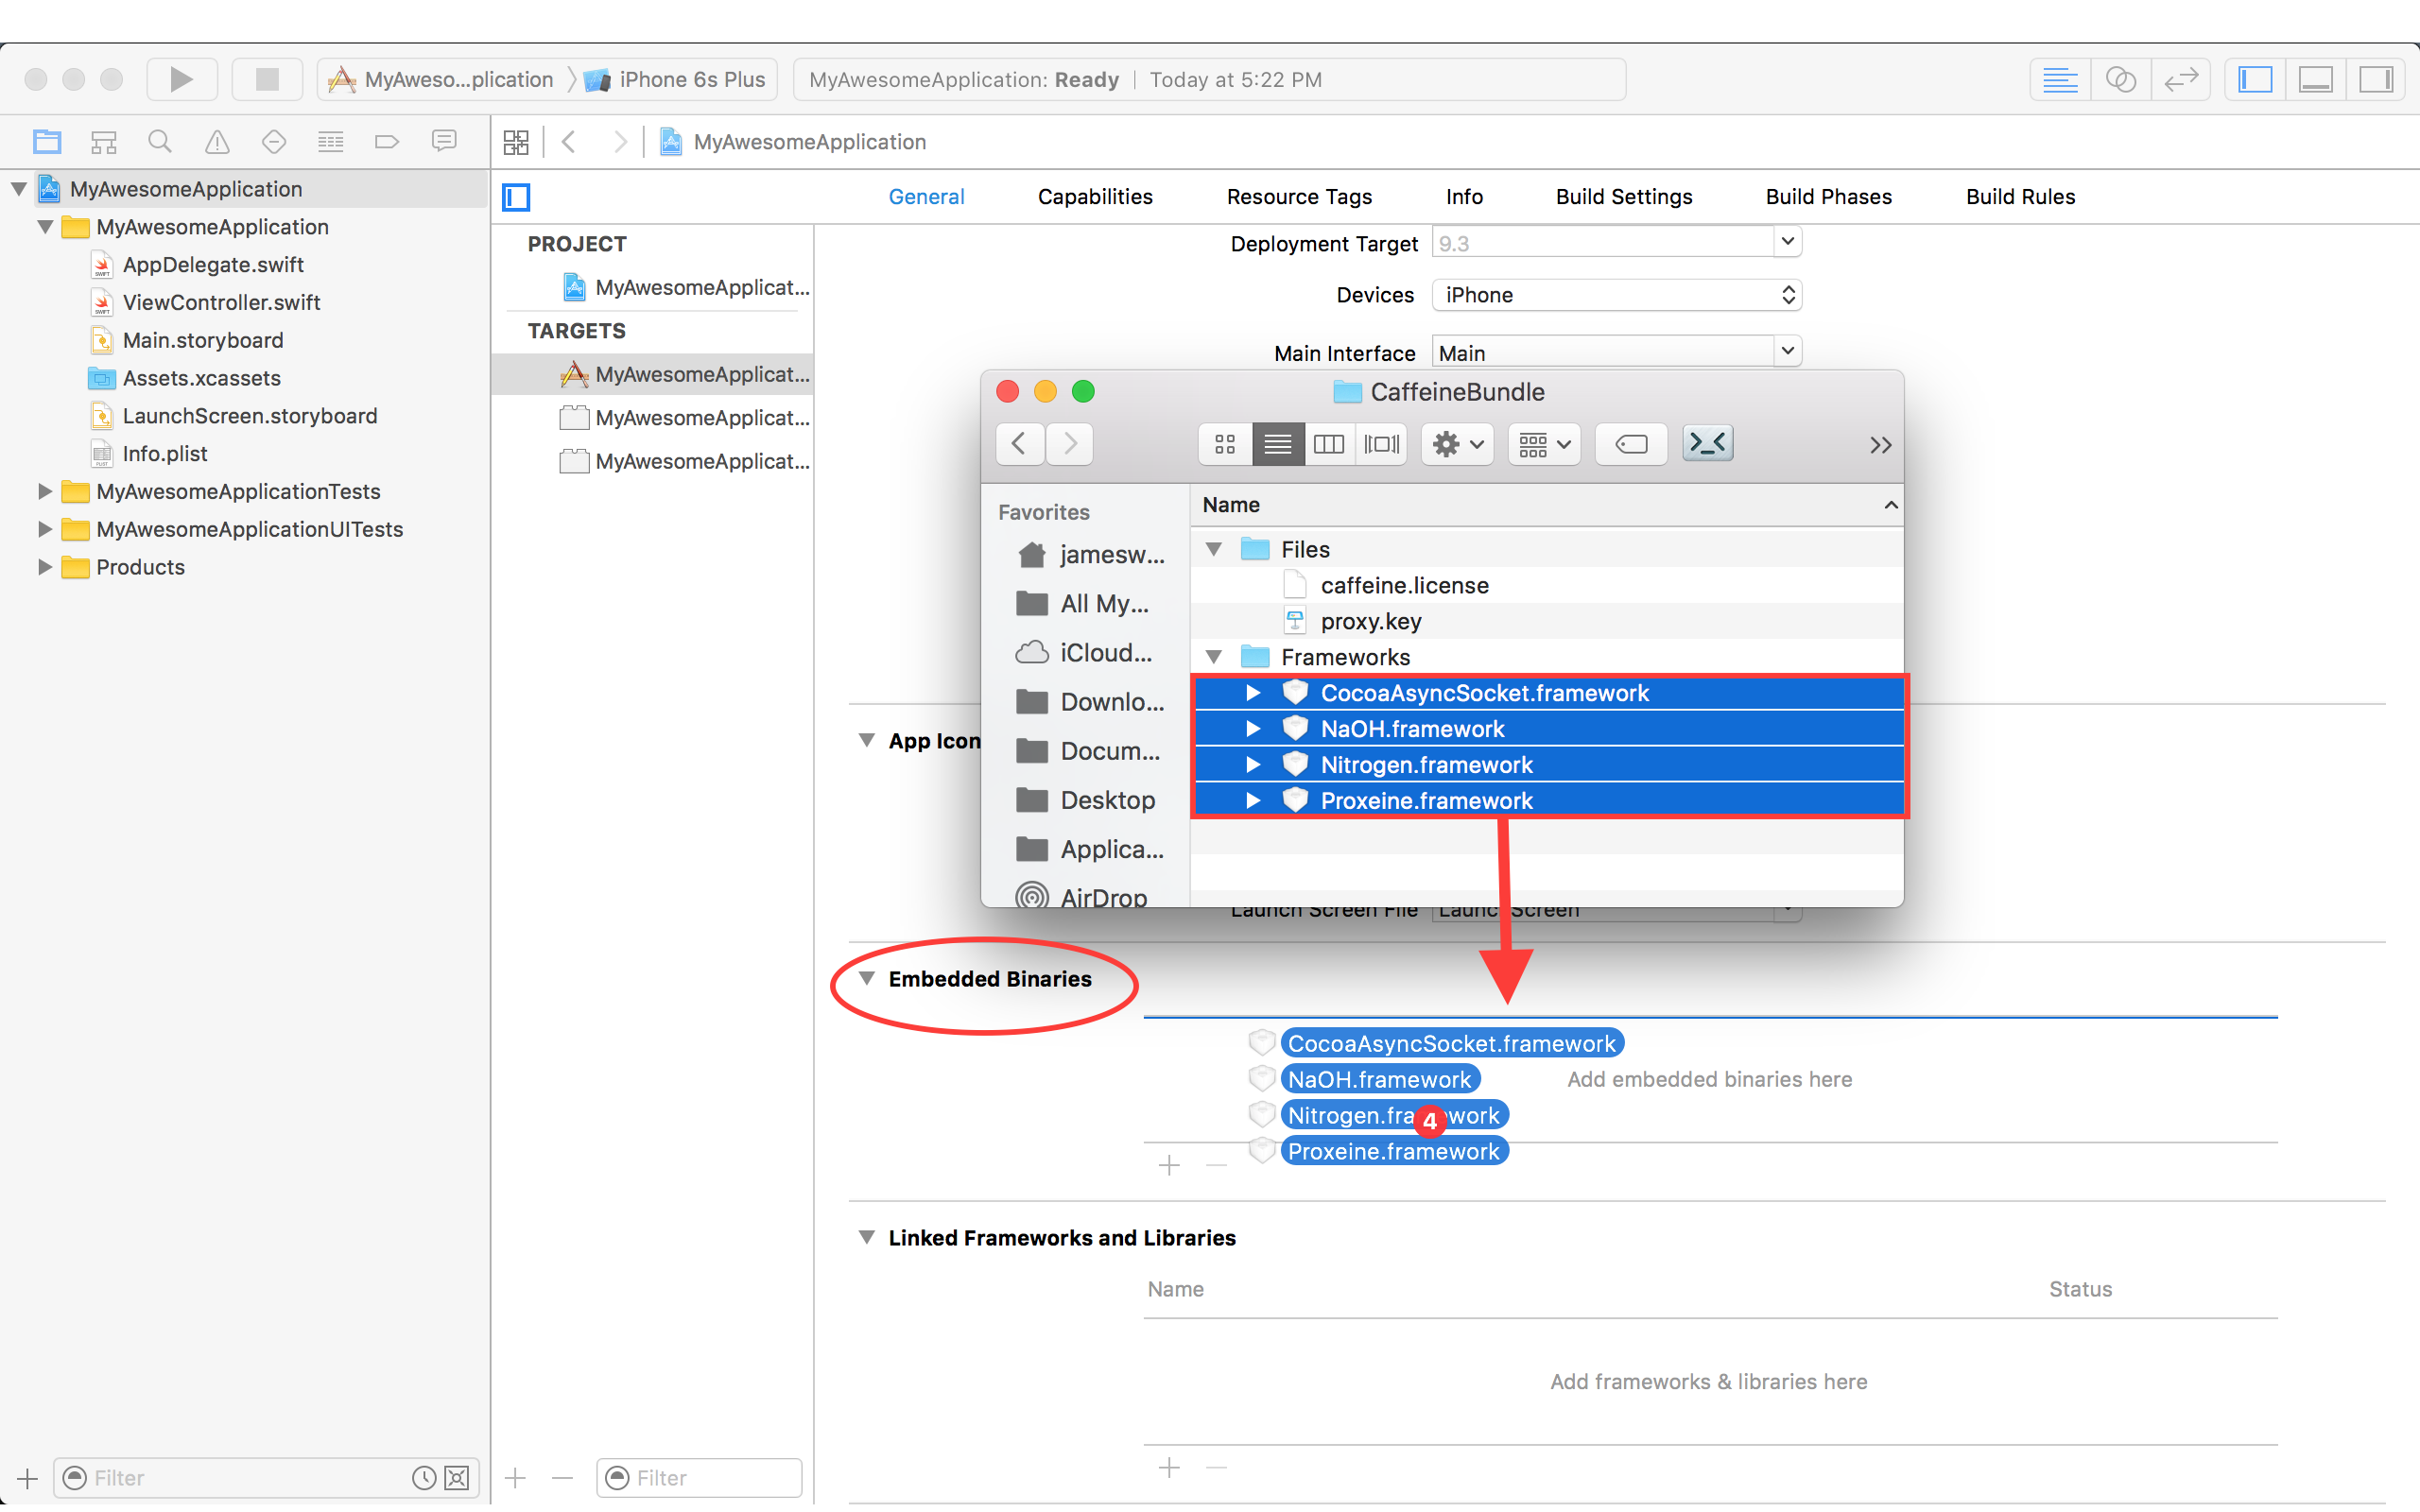 MyAweso...plication
iPhone 6s Plus
MyAwesomeApplication: Ready
Today at 5:22 PM
MyAwesomeApplication
MyAwesomeApplication
MyAwesomeApplication
AppDelegate.swift
ViewController.swift
Main.storyboard
Assets.xcassets
LaunchScreen.storyboard
Info.plist
MyAwesomeApplicationTests
MyAwesomeApplicationUITests
Products
Filter
General
Capabilities
Resource Tags
Info
Build Settings
Build Phases
Build Rules
PROJECT
MyAwesomeApplicat...
TARGETS
MyAwesomeApplicat...
MyAwesomeApplicat...
MyAwesomeApplicat...
Filter
Deployment Target
9.3
Devices
iPhone
Main Interface
Main
CaffeineBundle
Favorites
jamesw...
All My...
iCloud...
Downlo...
Docum...
Desktop
Applica...
AirDrop
Name
Files
caffeine.license
proxy.key
Frameworks
CocoaAsyncSocket.framework
NaOH.framework
Nitrogen.framework
Proxeine.framework
App Icon
Launch Screen File
Embedded Binaries
CocoaAsyncSocket.framework
NaOH.framework
Add embedded binaries here
4
Proxeine.framework
Linked Frameworks and Libraries
Name
Status
Add frameworks & libraries here